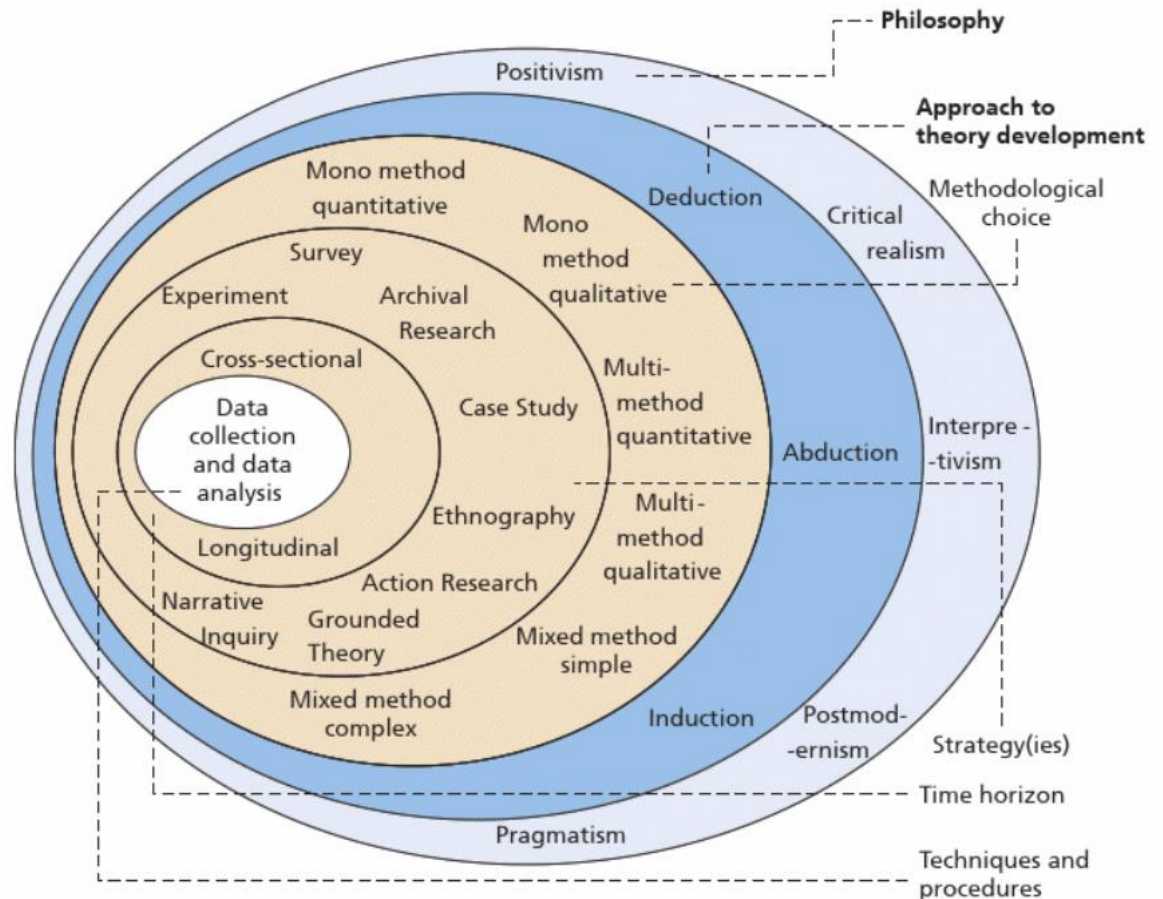 Philosophy
Positivism
Approach to
theory development
Mono method
quantitative
Deduction
Methodological
choice
Critical
realism
Mono
method
qualitative
Survey
Experiment
Archival
Research
Cross-sectional
Multi-
method
quantitative
Data
collection
and data
analysis
Case Study
Abduction
Interpre -
-tivism
Ethnography
Multi-
method
qualitative
Longitudinal
Action Research
Narrative
Inquiry
Grounded
Theory
Mixed method
simple
Mixed method
complex
Induction
Postmod-
-ernism
Strategy(ies)
Time horizon
Pragmatism
Techniques and
procedures